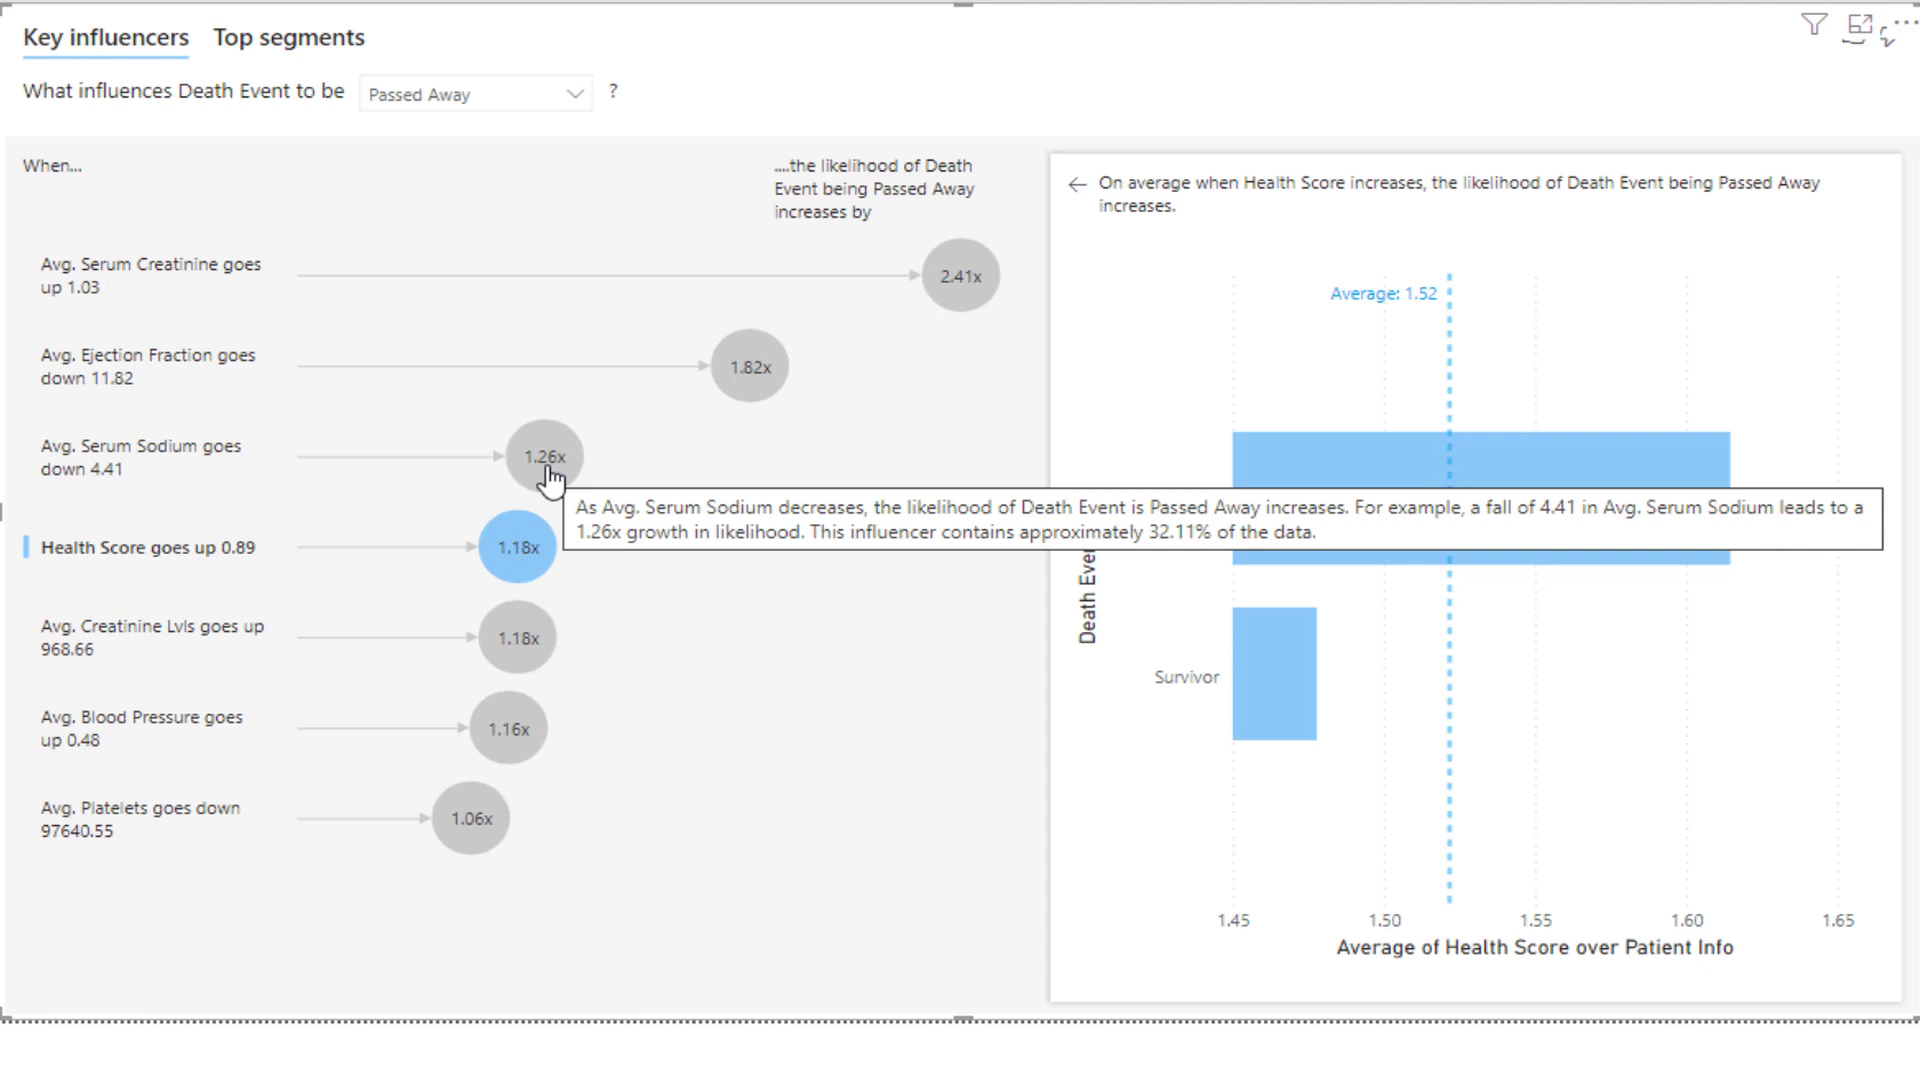 Key influencers Top segments
What influences Death Event to be Passed Away ?
When...
....the likelihood of Death
Event being Passed Away
increases by
Avg. Serum Creatinine goes
up 1.03
2.41x
Avg. Ejection Fraction goes
down 11.82
1.82x
Avg. Serum Sodium goes
down 4.41
1.26x
Health Score goes up 0.89
1.18x
Avg. Creatinine Lvls goes up
968.66
1.18x
Avg. Blood Pressure goes
up 0.48
1.16x
Avg. Platelets goes down
97640.55
1.06x
On average when Health Score increases, the likelihood of Death Event being Passed Away
increases.
Average: 1.52
As Avg. Serum Sodium decreases, the likelihood of Death Event is Passed Away increases. For example, a fall of 4.41 in Avg. Serum Sodium leads to a
1.26x growth in likelihood. This influencer contains approximately 32.11% of the data.
Death
Survivor
1.45 1.50 1.55 1.60 1.65
Average of Health Score over Patient Info